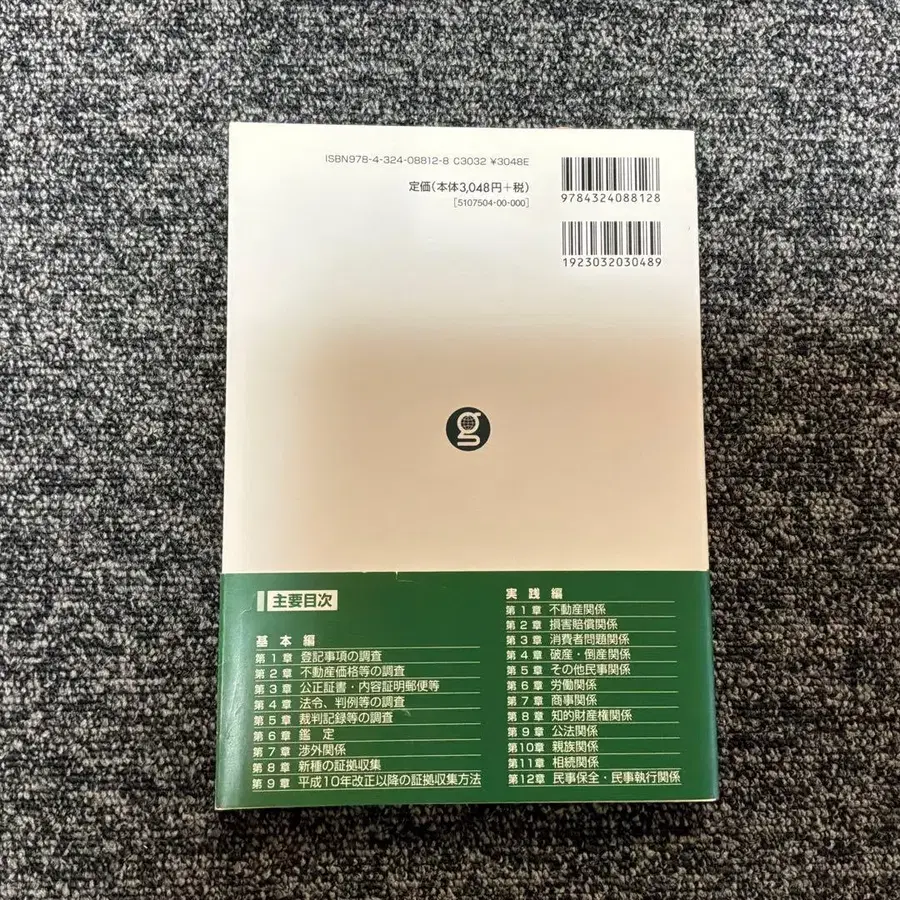 ISBN978-4-324-08812-8 C3032 ¥3048E
定価(本体3,048円+税)
[5107504-00-000]
9784324088128
1923032030489
g
主要目次
基本編
第1章 登記事項の調査
第2章 不動産価格等の調査
第3章 公正証書・内容証明郵便等
第4章 法令、判例等の調査
第5章 裁判記録等の調査
第6章 鑑定
第7章 渉外関係
第8章 新種の証拠収集
第9章 平成10年改正以降の証拠収集方法
実践編
第1章 不動産関係
第2章 損害賠償関係
第3章 消費者問題関係
第4章 破産・倒産関係
第5章 その他民事関係
第6章 労働関係
第7章 商事関係
第8章 知的財産権関係
第9章 公法関係
第10章 親族関係
第11章 相続関係
第12章 民事保全・民事執行関係